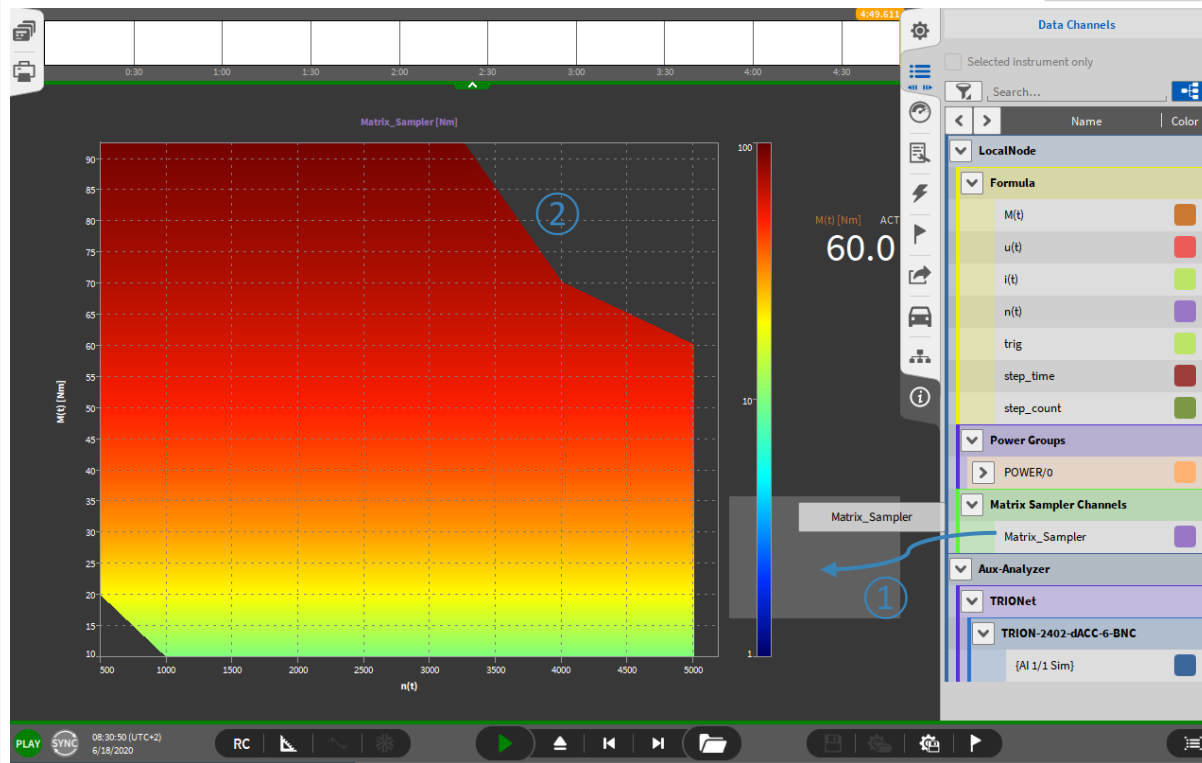 4:49.611
Data Channels
Selected instrument only
Search...
0:30 1:00 1:30 2:00 2:30 3:00 3:30 4:00 4:30
Name Color
LocalNode
Formula
M(t)
u(t)
i(t)
n(t)
trig
step_time
step_count
Power Groups
POWER/0
Matrix Sampler Channels
Matrix_Sampler
Aux-Analyzer
TRIONet
TRION-2402-dACC-6-BNC
{AI 1/1 Sim}
Matrix_Sampler [Nm]
M(t) [Nm]
90
85
80
75
70
65
60
55
50
45
40
35
30
25
20
15
10
500 1000 1500 2000 2500 3000 3500 4000 4500 5000
n(t)
100
10
1
2
M(t) [Nm] ACT
60.0
Matrix_Sampler
1
PLAY
SYNC
08:30:50 (UTC+2)
6/18/2020
RC